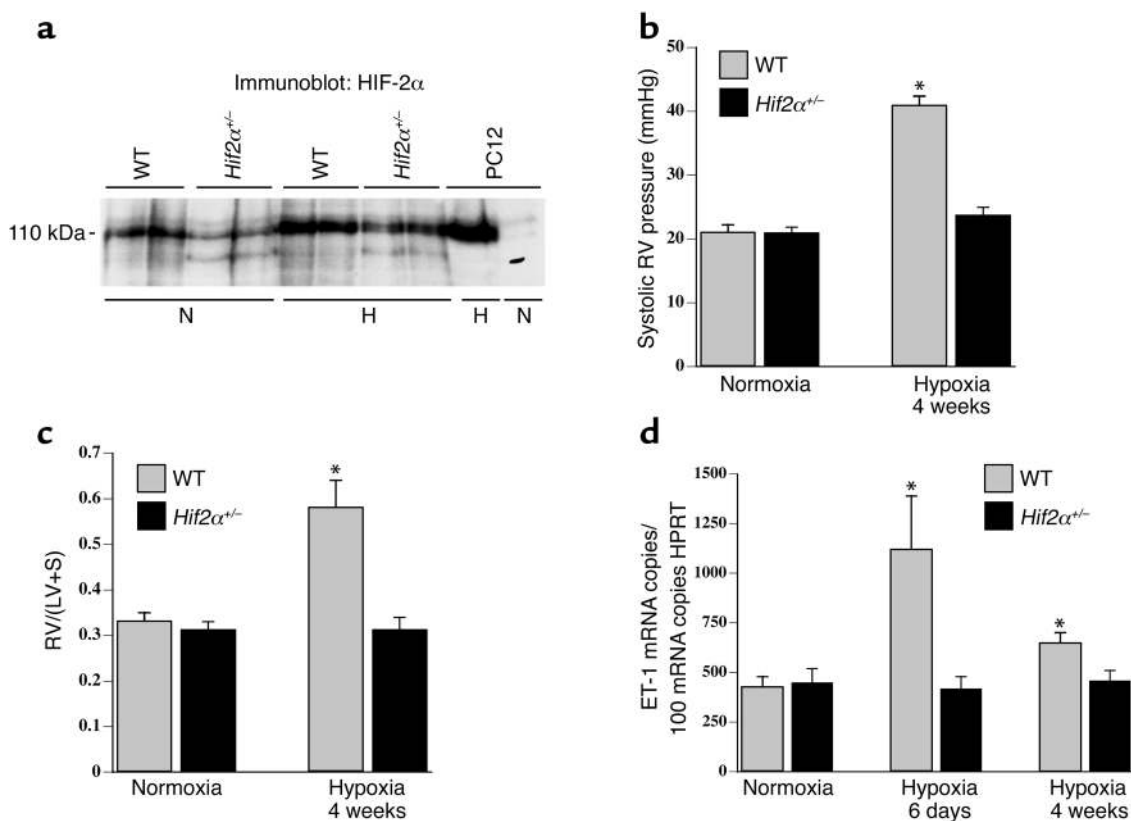 a
Immunoblot: HIF-2α
WT
Hif2α+/–
WT
Hif2α+/–
PC12
110 kDa-
N
H
H
N
b
50
40
30
20
10
0
Systolic RV pressure (mmHg)
WT
Hif2α+/–
*
Normoxia
Hypoxia
4 weeks
c
0.7
0.6
0.5
0.4
0.3
0.2
0.1
0
RV/(LV+S)
WT
Hif2α+/–
*
Normoxia
Hypoxia
4 weeks
d
1500
1250
1000
750
500
250
0
ET-1 mRNA copies/
100 mRNA copies HPRT
WT
Hif2α+/–
*
*
Normoxia
Hypoxia
6 days
Hypoxia
4 weeks